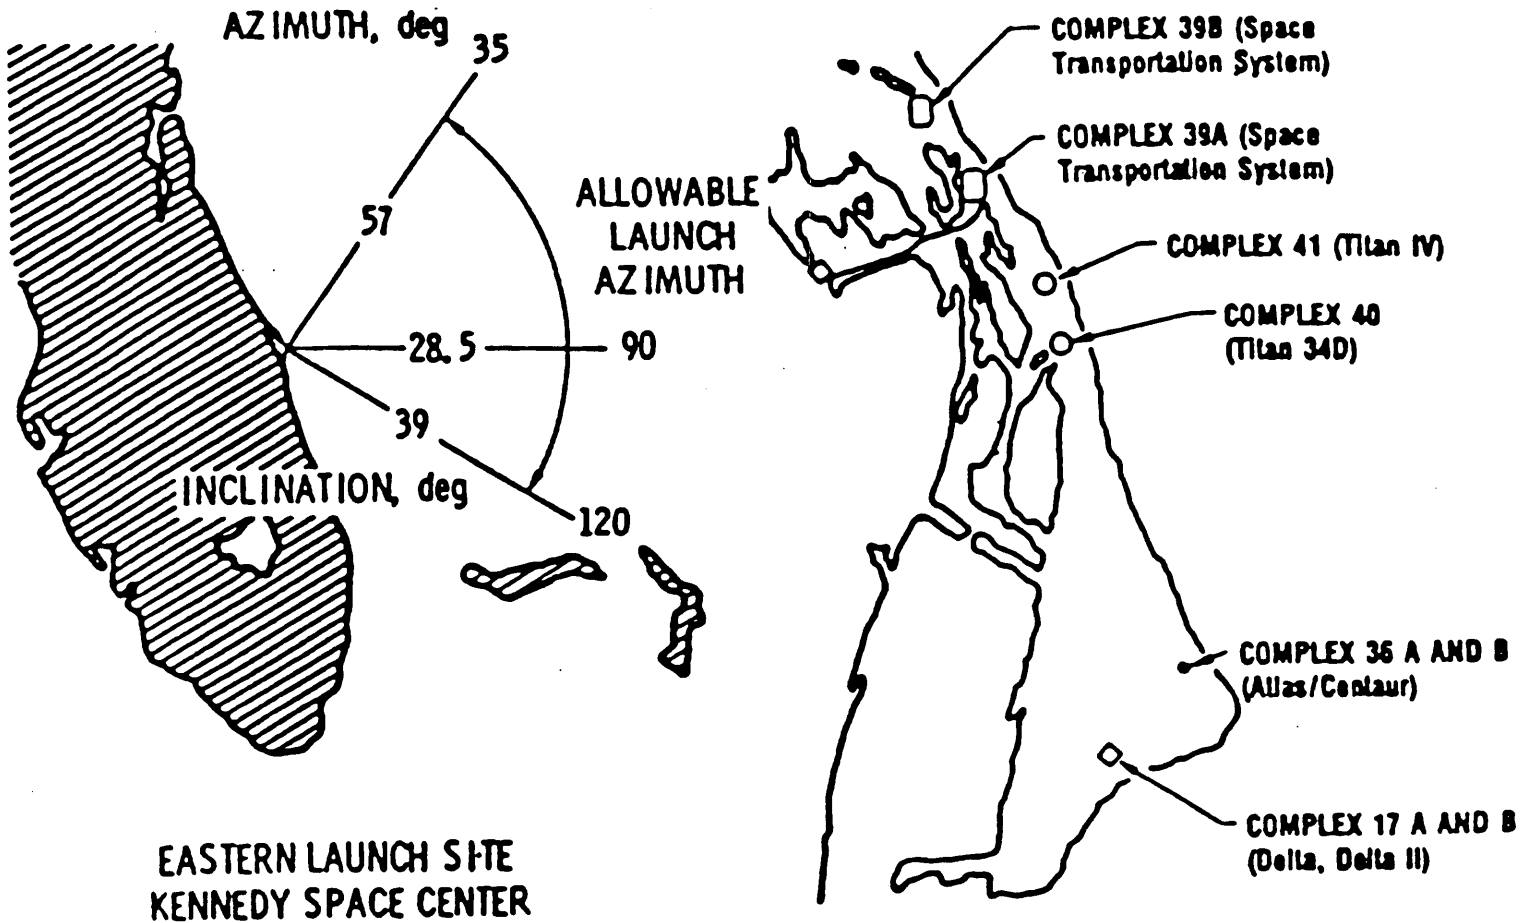 AZIMUTH, deg
35
57
ALLOWABLE
LAUNCH
AZIMUTH
28.5
90
39
INCLINATION, deg
120
EASTERN LAUNCH SITE
KENNEDY SPACE CENTER
COMPLEX 39B (Space
Transportation System)
COMPLEX 39A (Space
Transportation System)
COMPLEX 41 (Titan IV)
COMPLEX 40
(Titan 34D)
COMPLEX 36 A AND B
(Atlas/Centaur)
COMPLEX 17 A AND B
(Delta, Delta II)